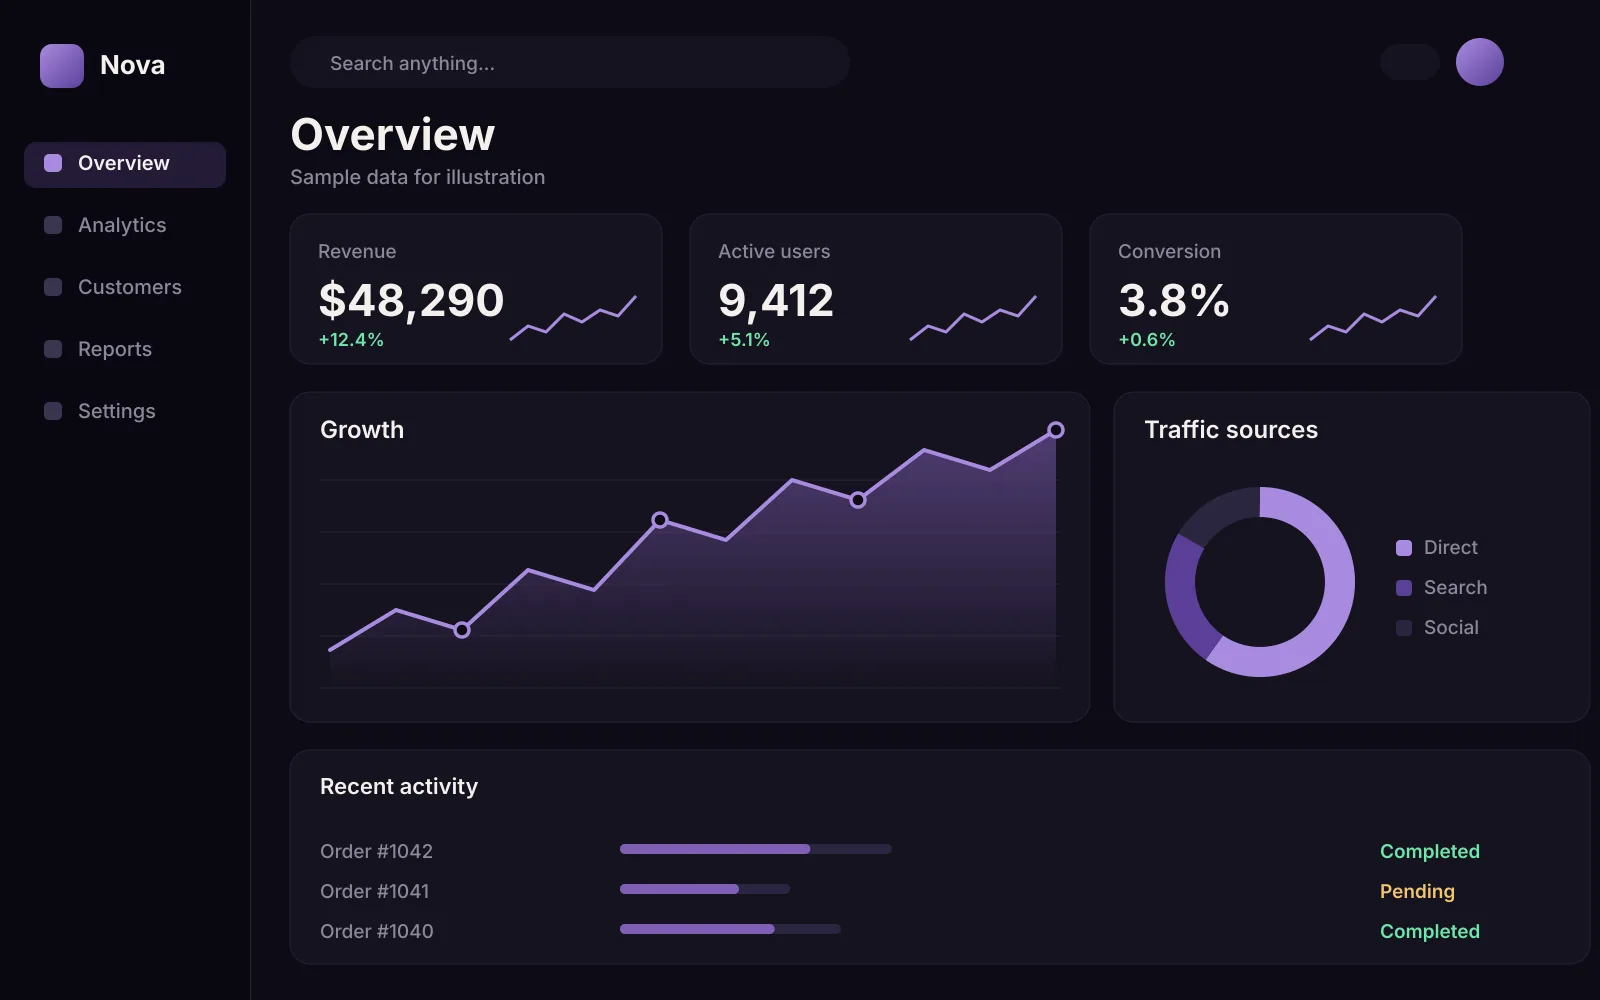 Nova
Search anything...
Overview
Analytics
Customers
Reports
Settings
Overview
Sample data for illustration
Revenue
$48,290
+12.4%
Active users
9,412
+5.1%
Conversion
3.8%
+0.6%
Growth
Traffic sources
Direct
Search
Social
Recent activity
Order #1042 Completed
Order #1041 Pending
Order #1040 Completed